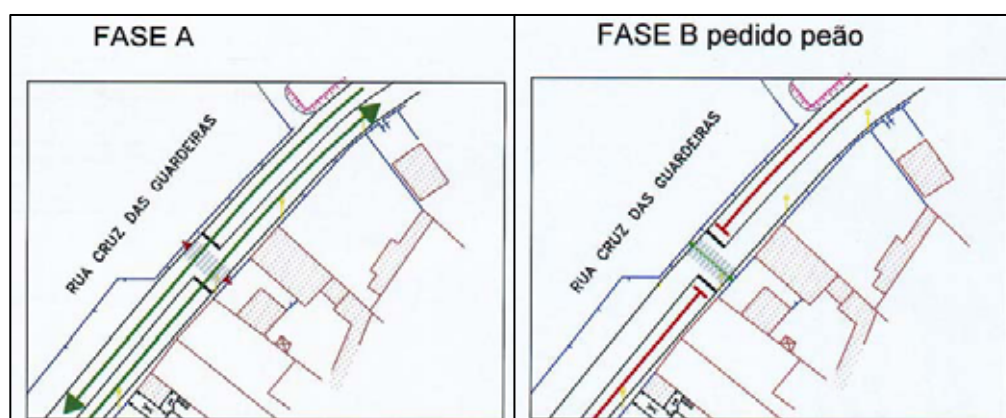 FASE A
FASE B pedido peão
RUA CRUZ DAS GUARDEIRAS
RUA CRUZ DAS GUARDEIRAS